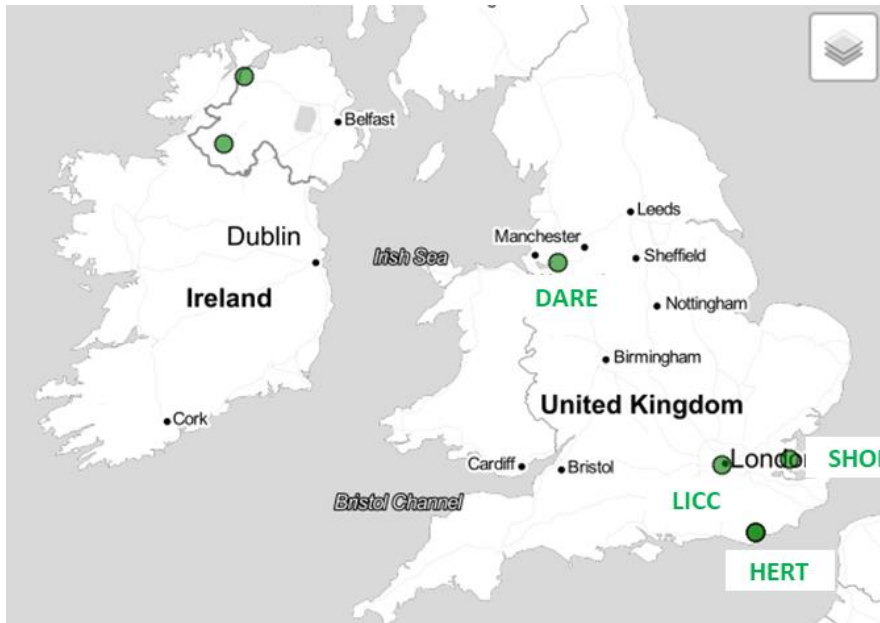 Belfast
Leeds
Manchester
Dublin
Irish Sea
Sheffield
DARE
Ireland
Nottingham
Birmingham
United Kingdom
Cork
Cardiff
Bristol
Londo
SHO
LICC
Bristol Channel
HERT